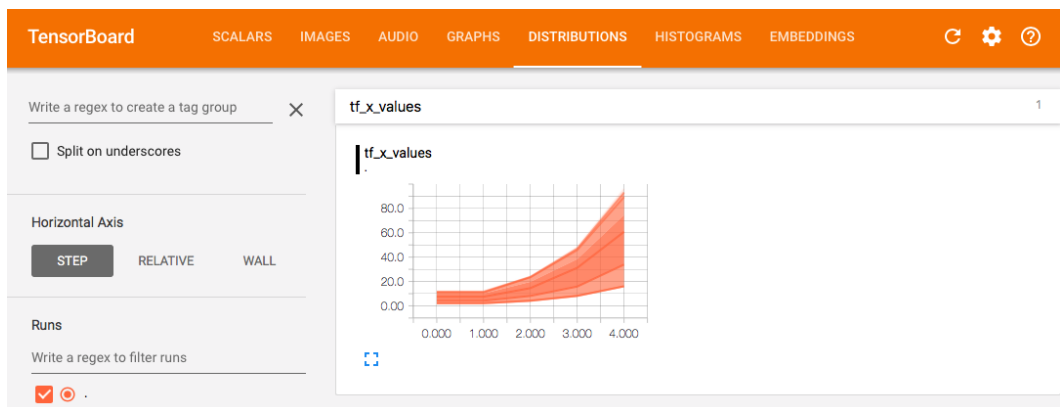 TensorBoard SCALARS IMAGES AUDIO GRAPHS DISTRIBUTIONS HISTOGRAMS EMBEDDINGS
Write a regex to create a tag group
Split on underscores
Horizontal Axis
STEP RELATIVE WALL
Runs
Write a regex to filter runs
.
tf_x_values 1
tf_x_values
.
80.0
60.0
40.0
20.0
0.00
0.000 1.000 2.000 3.000 4.000